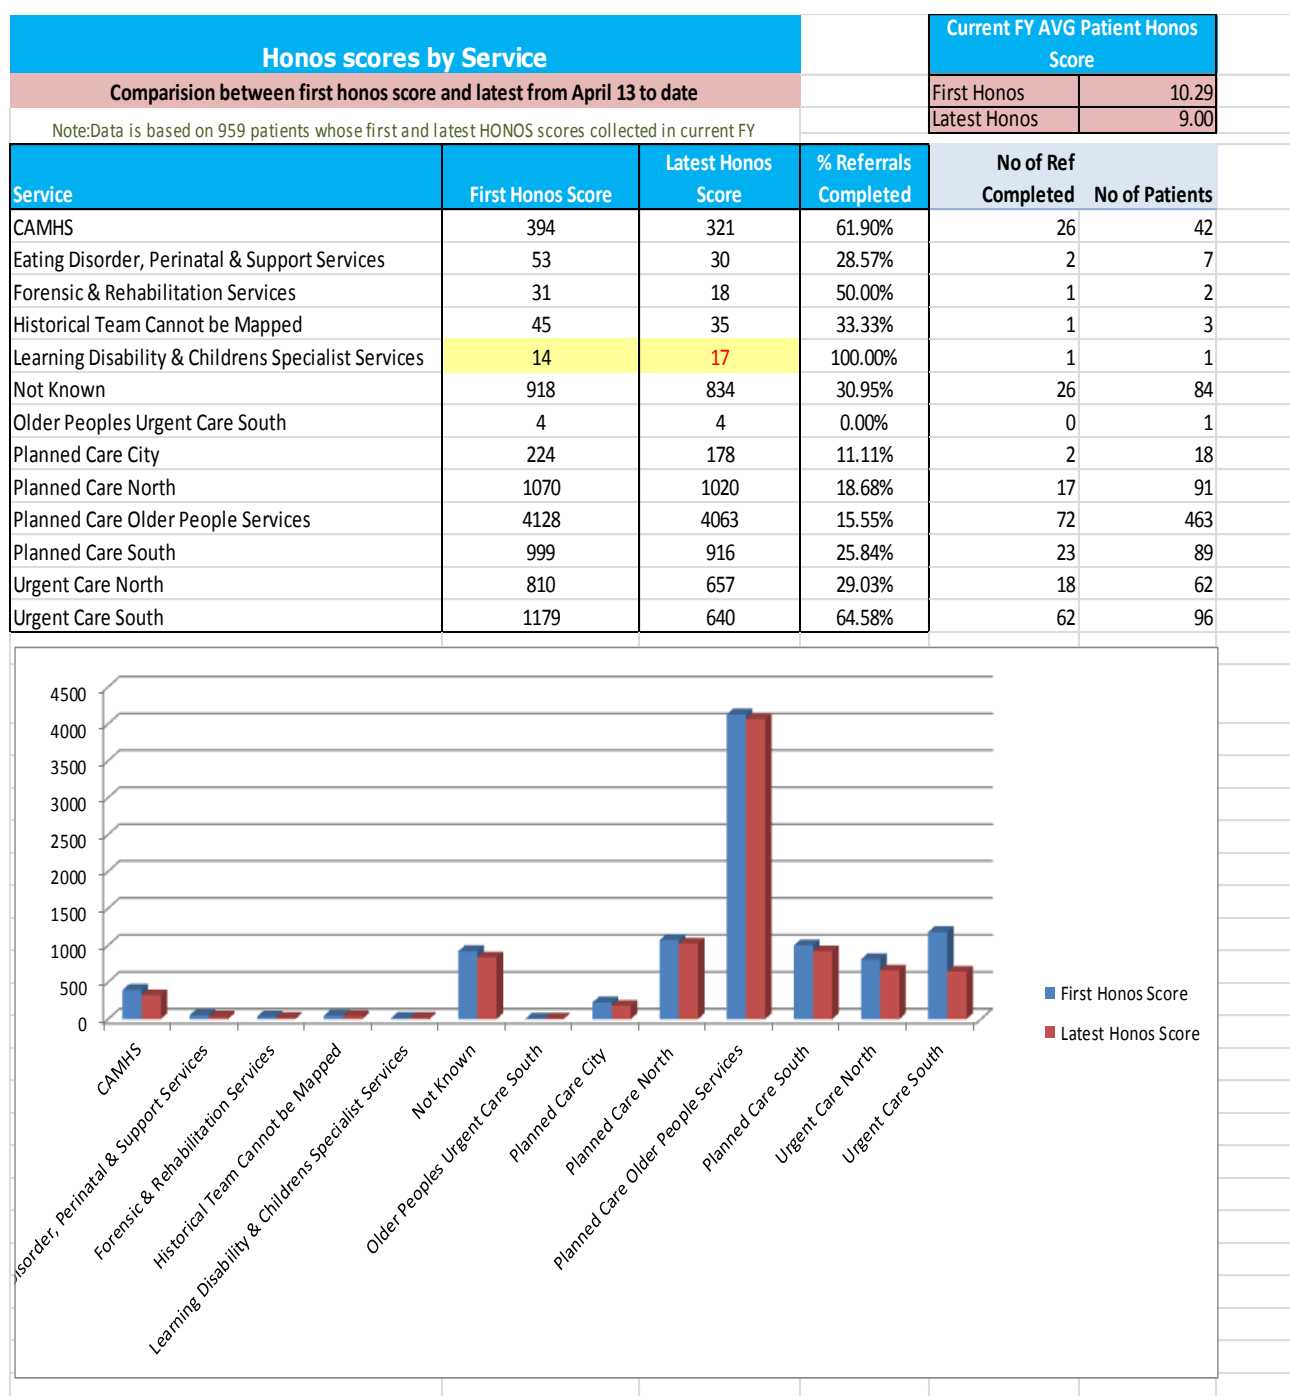 Honos scores by Service
Comparision between first honos score and latest from April 13 to date
Note:Data is based on 959 patients whose first and latest HONOS scores collected in current FY
Current FY AVG Patient Honos
Score
First Honos 10.29
Latest Honos 9.00
Service First Honos Score Latest Honos Score % Referrals Completed No of Ref Completed No of Patients
CAMHS 394 321 61.90% 26 42
Eating Disorder, Perinatal & Support Services 53 30 28.57% 2 7
Forensic & Rehabilitation Services 31 18 50.00% 1 2
Historical Team Cannot be Mapped 45 35 33.33% 1 3
Learning Disability & Childrens Specialist Services 14 17 100.00% 1 1
Not Known 918 834 30.95% 26 84
Older Peoples Urgent Care South 4 4 0.00% 0 1
Planned Care City 224 178 11.11% 2 18
Planned Care North 1070 1020 18.68% 17 91
Planned Care Older People Services 4128 4063 15.55% 72 463
Planned Care South 999 916 25.84% 23 89
Urgent Care North 810 657 29.03% 18 62
Urgent Care South 1179 640 64.58% 62 96
4500
4000
3500
3000
2500
2000
1500
1000
500
0
CAMHS
isorder, Perinatal & Support Services
Forensic & Rehabilitation Services
Historical Team Cannot be Mapped
Learning Disability & Childrens Specialist Services
Not Known
Older Peoples Urgent Care South
Planned Care City
Planned Care North
Planned Care Older People Services
Planned Care South
Urgent Care North
Urgent Care South
First Honos Score
Latest Honos Score